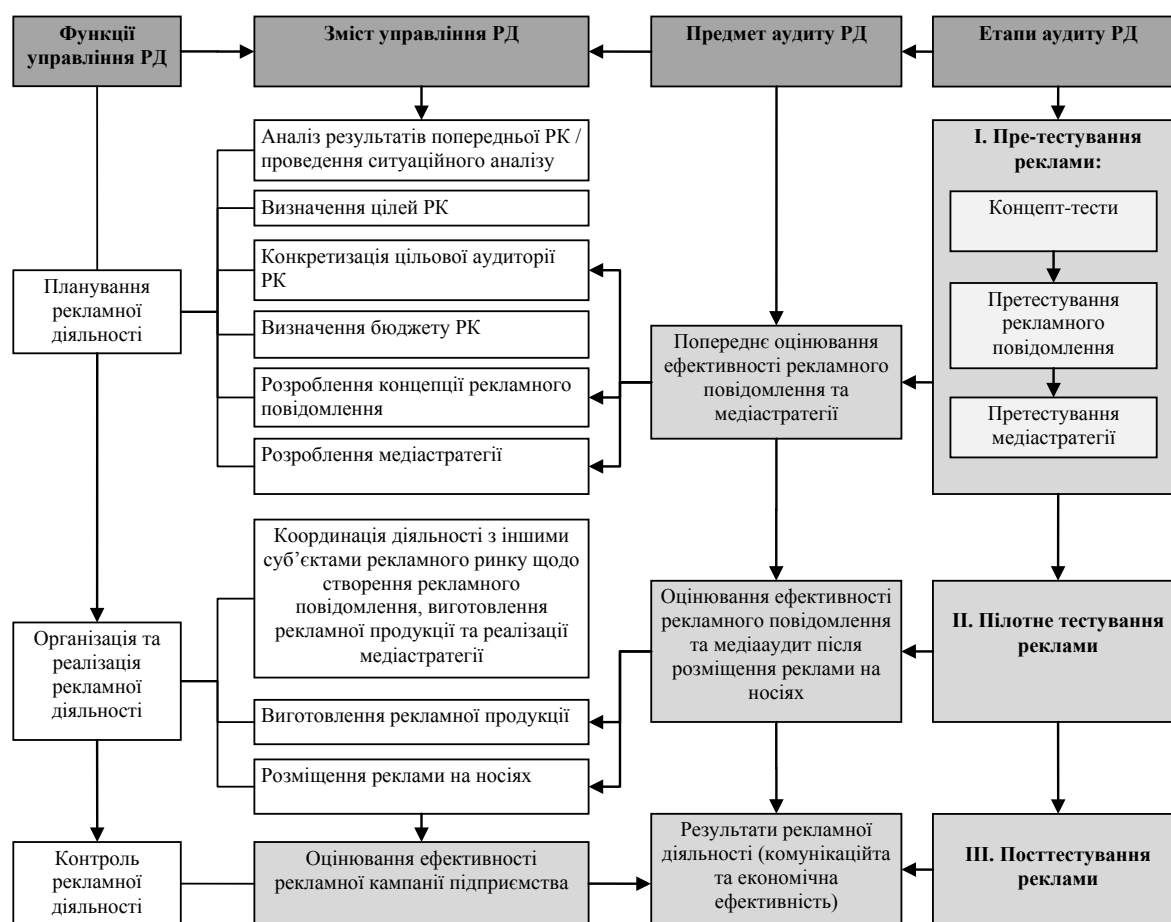 Функції
управління РД
Зміст управління РД
Предмет аудиту РД
Етапи аудиту РД
Аналіз результатів попередньої РК /
проведення ситуаційного аналізу
Визначення цілей РК
Конкретизація цільової аудиторії
РК
Визначення бюджету РК
Розроблення концепції рекламного
повідомлення
Розроблення медіастратегії
Планування
рекламної
діяльності
Попереднє оцінювання
ефективності рекламного
повідомлення та
медіастратегії
І. Пре-тестування
реклами:
Концепт-тести
Претестування
рекламного
повідомлення
Претестування
медіастратегії
Організація та
реалізація
рекламної
діяльності
Координація діяльності з іншими
суб’єктами рекламного ринку щодо
створення рекламного
повідомлення, виготовлення
рекламної продукції та реалізації
медіастратегії
Виготовлення рекламної продукції
Розміщення реклами на носіях
Оцінювання ефективності
рекламного повідомлення
та медіааудит після
розміщення реклами на
носіях
ІІ. Пілотне тестування
реклами
Контроль
рекламної
діяльності
Оцінювання ефективності
рекламної кампанії підприємства
Результати рекламної
діяльності (комунікаційта
та економічна
ефективність)
ІІІ. Посттестування
реклами